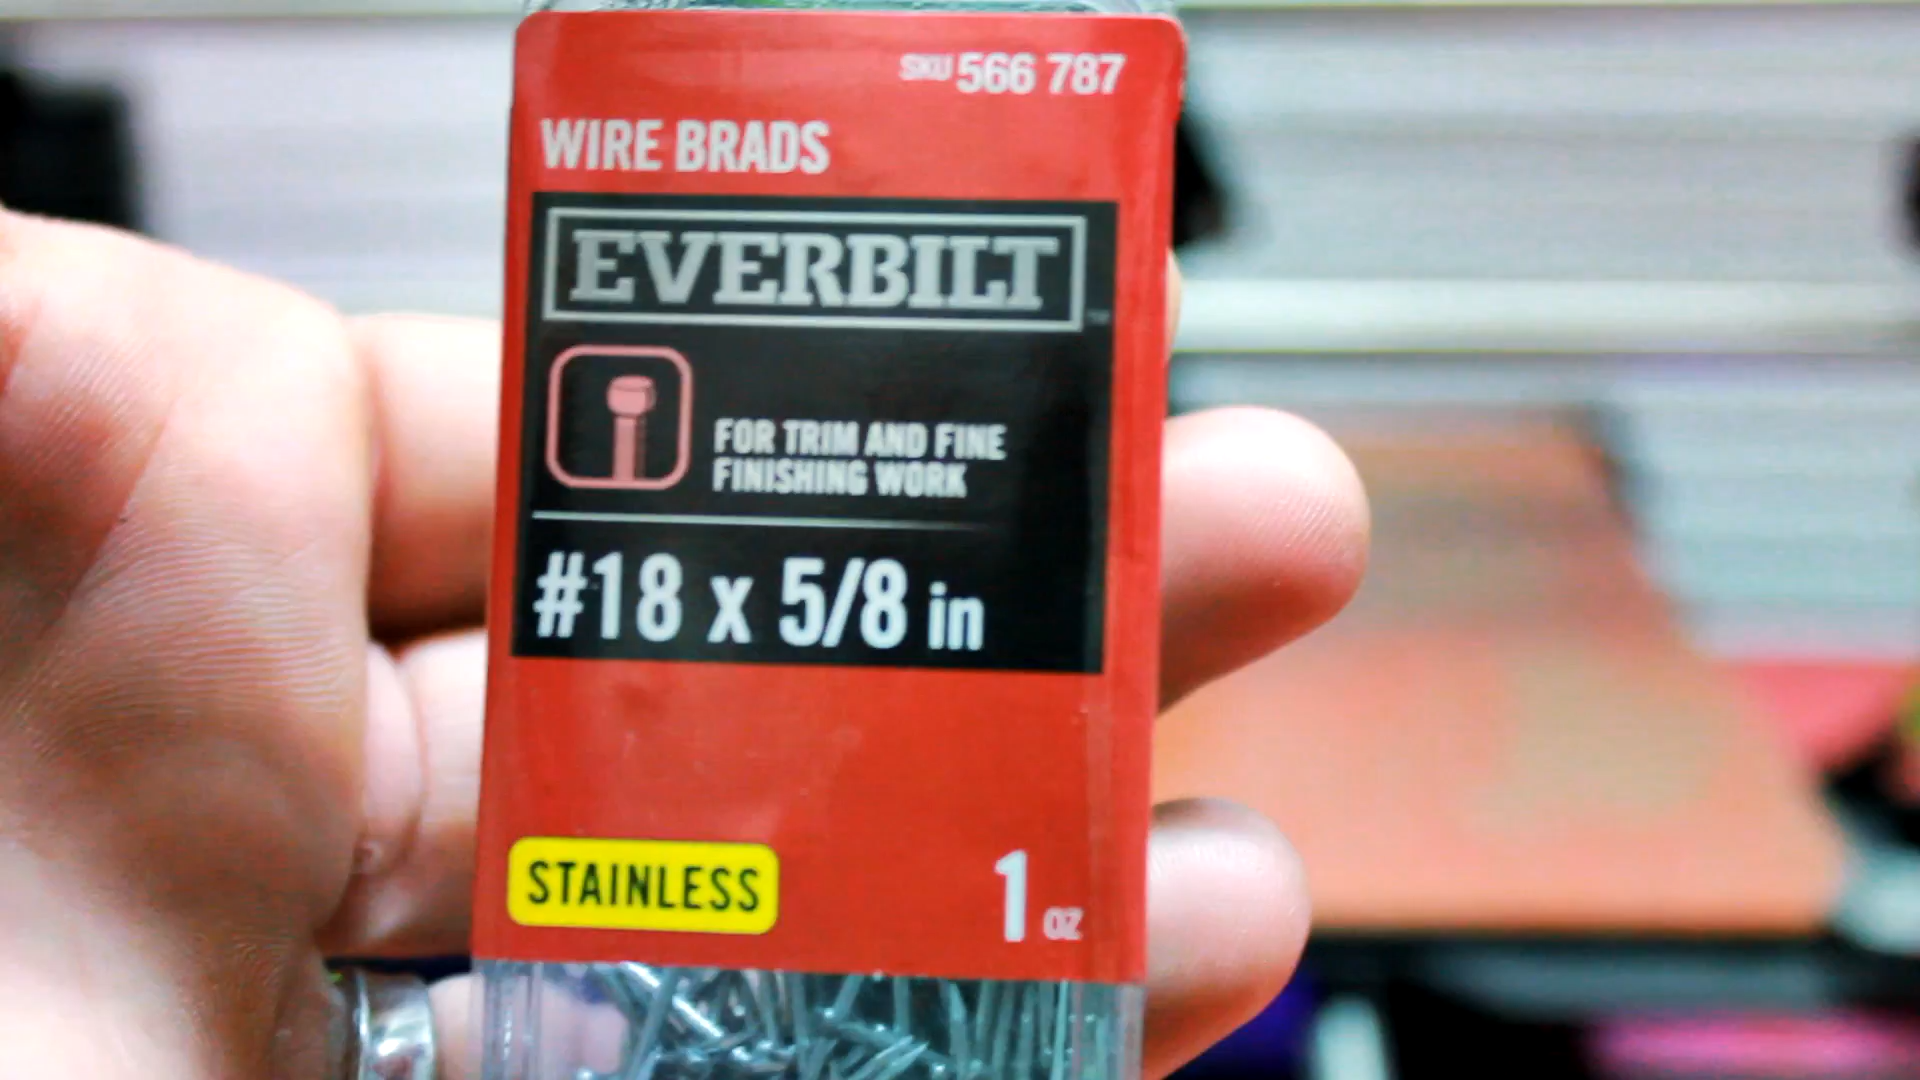 SKU 566 787
WIRE BRADS
EVERBILT
FOR TRIM AND FINE
FINISHING WORK
#18 x 5/8 in
STAINLESS
1 oz